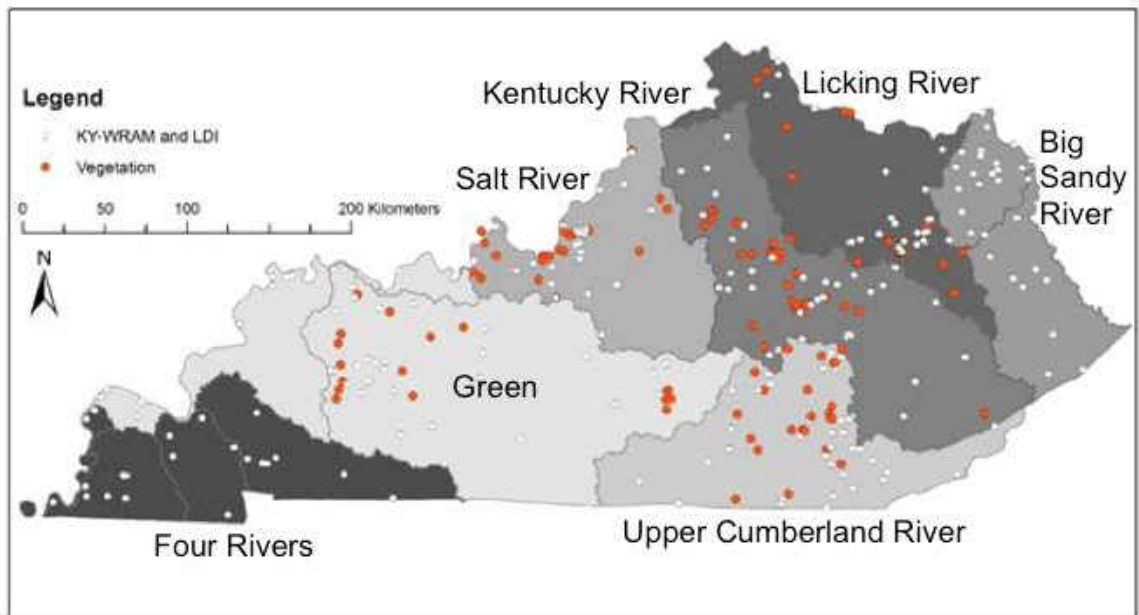 Kentucky River
Licking River
Legend
KY-WRAM and LDI
Vegetation
Big
Sandy
River
Salt River
0 50 100 200 Kilometers
N
Green
Four Rivers
Upper Cumberland River